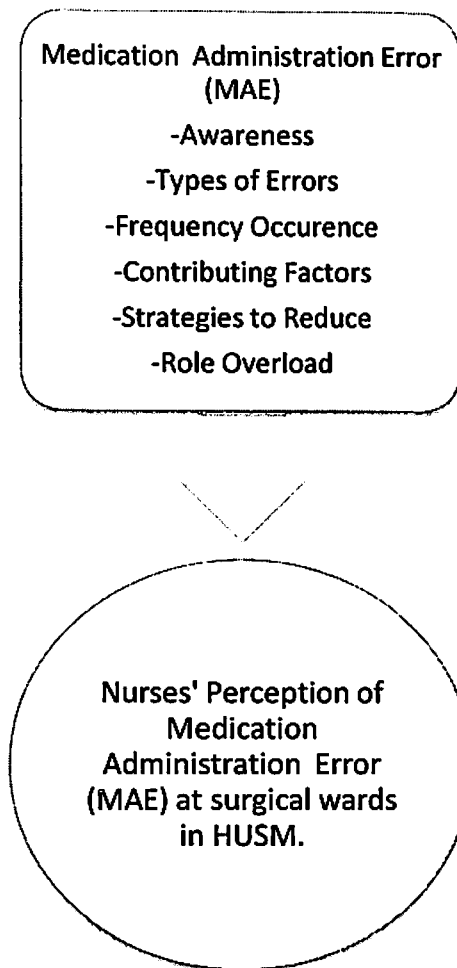 Medication Administration Error
(MAE)
-Awareness
-Types of Errors
-Frequency Occurence
-Contributing Factors
-Strategies to Reduce
-Role Overload
Nurses' Perception of
Medication
Administration Error
(MAE) at surgical wards
in HUSM.